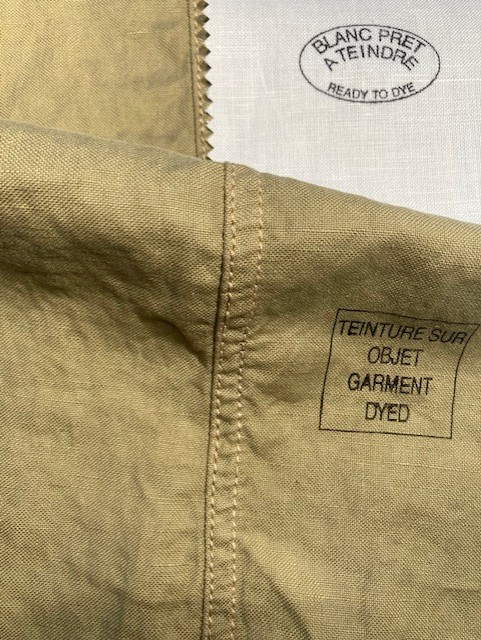 BLANC PRET
A TEINDRE
READY TO DYE
TEINTURE SUR
OBJET
GARMENT
DYED